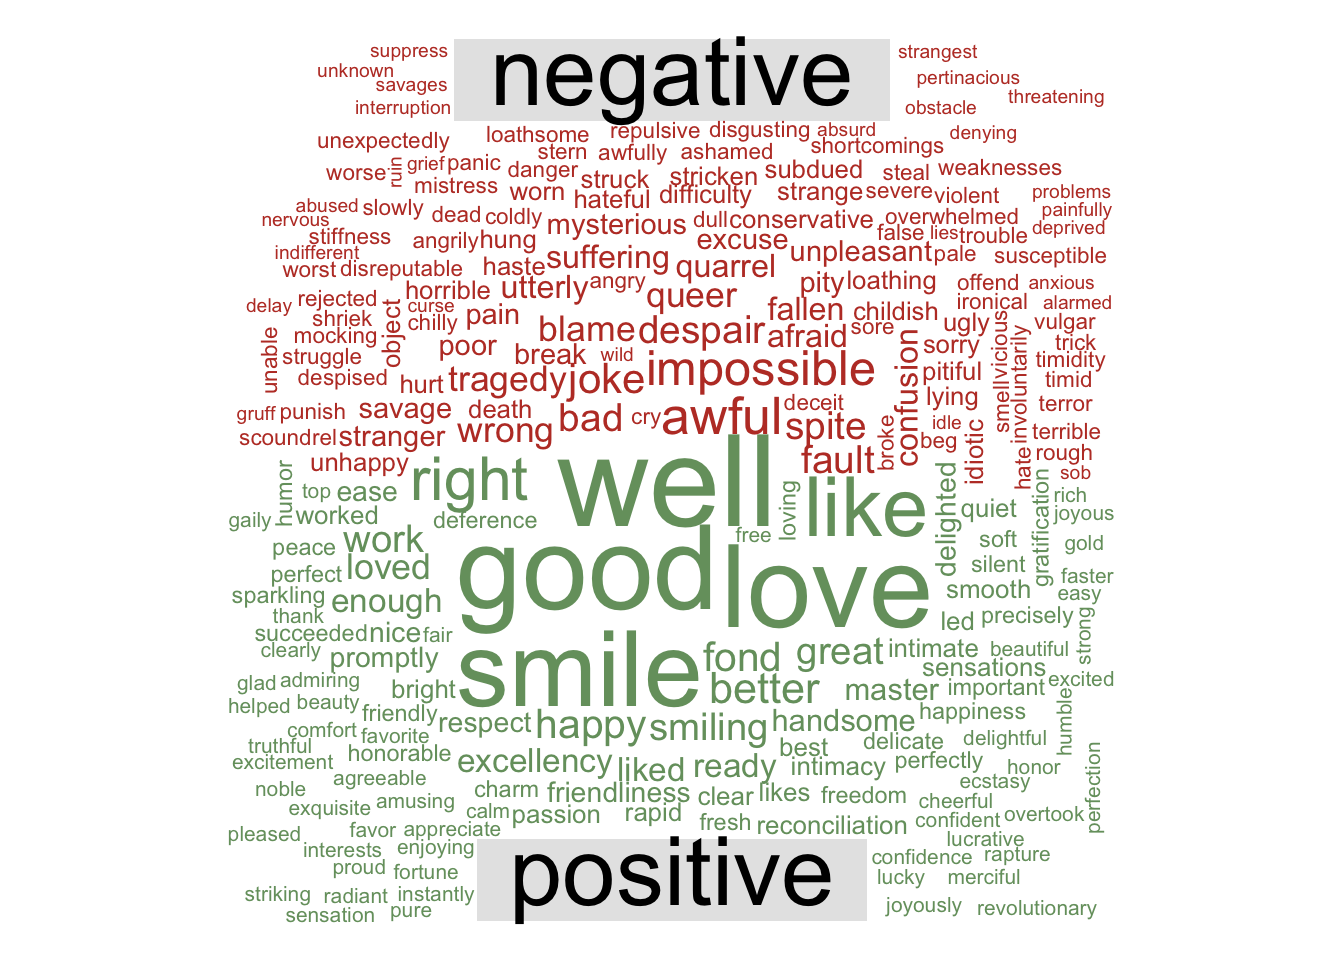 negative
suppress
strangest
unknown
pertinacious
savages
threatening
interruption
obstacle
unexpectedly
loathsome
repulsive
disgusting
absurd
denying
shortcomings
stern
awfully
ashamed
worse
ruin
grief
panic
danger
struck
stricken
subdued
steal
weaknesses
mistress
worn
hateful
difficulty
strange
severe
violent
problems
abused
slowly
dead
coldly
mysterious
dull
conservative
overwhelmed
painfully
nervous
stiffness
angrily
hung
excuse
false
lies
trouble
deprived
indifferent
suffering
unpleasant
pale
susceptible
worst
disreputable
haste
quarrel
pity
loathing
offend
anxious
horrible
utterly
angry
queer
delay
rejected
object
curse
pain
fallen
childish
ironical
alarmed
shriek
chilly
blame
despair
afraid
sore
ugly
vulgar
mocking
poor
break
wild
confusion
sorry
vicious
involuntarily
trick
unable
struggle
timidity
despised
hurt
tragedy
joke
impossible
pitiful
smell
timid
gruff
punish
savage
death
bad
cry
awful
deceit
lying
terror
scoundrel
stranger
wrong
spite
broke
idle
beg
idiotic
terrible
unhappy
fault
hate
rough
sob
humor
top
ease
right
well
loving
like
delighted
quiet
gratification
rich
gaily
worked
deference
free
joyous
peace
work
good
love
soft
gold
perfect
loved
silent
faster
sparkling
enough
smooth
easy
thank
led
precisely
strong
succeeded
nice
fair
clearly
promptly
smile
fond
great
intimate
beautiful
sensations
glad
admiring
bright
better
master
important
excited
helped
beauty
friendly
respect
happy
smiling
handsome
happiness
humble
comfort
favorite
truthful
honorable
best
delicate
delightful
excitement
excellency
liked
ready
intimacy
perfectly
honor
perfection
noble
agreeable
charm
friendliness
clear
likes
freedom
ecstasy
exquisite
amusing
calm
passion
rapid
cheerful
pleased
favor
appreciate
fresh
reconciliation
confident
overtook
interests
enjoying
lucrative
proud
fortune
confidence
rapture
striking
radiant
instantly
lucky
merciful
sensation
pure
joyously
revolutionary
positive